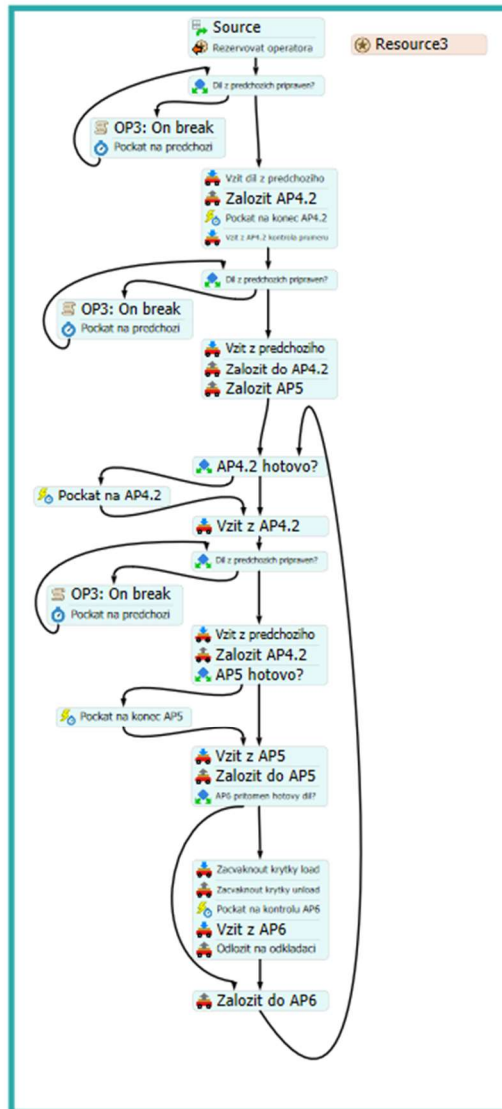 Source
Rezervovat operatora
Resource3
Dil z predchozich pripraven?
OP3: On break
Pockat na predchozi
Vzit dil z predchoziho
Zalozit AP4.2
Pockat na konec AP4.2
Vzit z AP4.2 kontrola prumeru
Dil z predchozich pripraven?
OP3: On break
Pockat na predchozi
Vzit z predchoziho
Zalozit do AP4.2
Zalozit AP5
AP4.2 hotovo?
Pockat na AP4.2
Vzit z AP4.2
Dil z predchozich pripraven?
OP3: On break
Pockat na predchozi
Vzit z predchoziho
Zalozit AP4.2
AP5 hotovo?
Pockat na konec AP5
Vzit z AP5
Zalozit do AP5
AP6 pritomen hotovy dil?
Zacvaknout krytky load
Zacvaknout krytky unload
Pockat na kontrolu AP6
Vzit z AP6
Odlozit na odkladaci
Zalozit do AP6